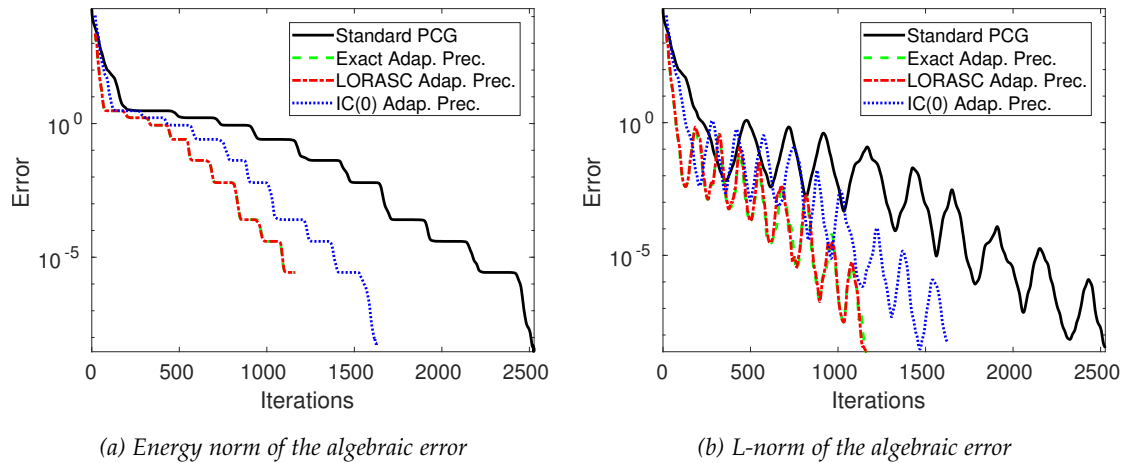 Standard PCG
Exact Adap. Prec.
LORASC Adap. Prec.
IC(0) Adap. Prec.
10^0
10^-5
Error
0 500 1000 1500 2000 2500
Iterations
(a) Energy norm of the algebraic error
Standard PCG
Exact Adap. Prec.
LORASC Adap. Prec.
IC(0) Adap. Prec.
10^0
10^-5
Error
0 500 1000 1500 2000 2500
Iterations
(b) L-norm of the algebraic error